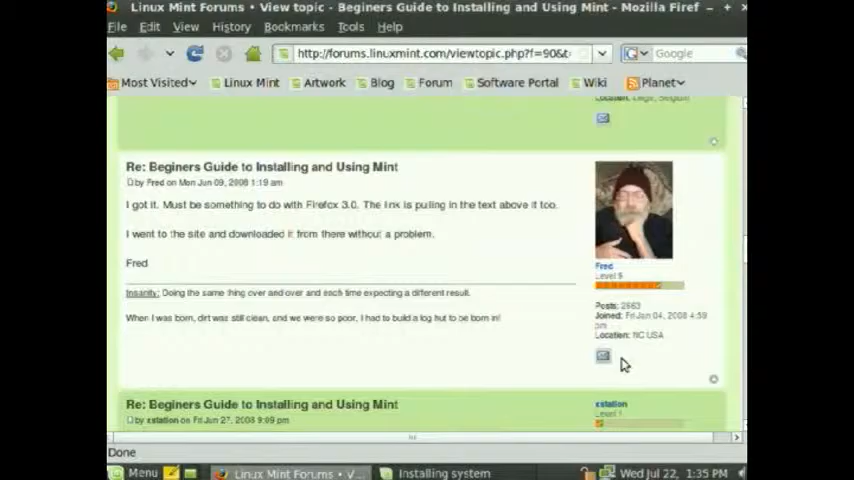 Linux Mint Forums • View topic - Beginers Guide to Installing and Using Mint - Mozilla Firef
File Edit View History Bookmarks Tools Help
http://forums.linuxmint.com/viewtopic.php?f=90&t
Google
Most Visited Linux Mint Artwork Blog Forum Software Portal Wiki Planet
Location: Liege, Belgium
Re: Beginers Guide to Installing and Using Mint
by Fred on Mon Jun 09, 2008 1:19 am
I got it. Must be something to do with Firefox 3.0. The link is pulling in the text above it too.
I went to the site and downloaded it from there without a problem.
Fred
Insanity: Doing the same thing over and over and each time expecting a different result.
When I was born, dirt was still clean, and we were so poor, I had to build a log hut to be born in!
Fred
Level 9
Posts: 2663
Joined: Fri Jan 04, 2008 4:59
pm
Location: NC USA
Re: Beginers Guide to Installing and Using Mint
by xstation on Fri Jun 27, 2008 9:09 pm
xstation
Level 1
Done
Menu Linux Mint Forums • V... Installing system Wed Jul 22, 1:35 PM